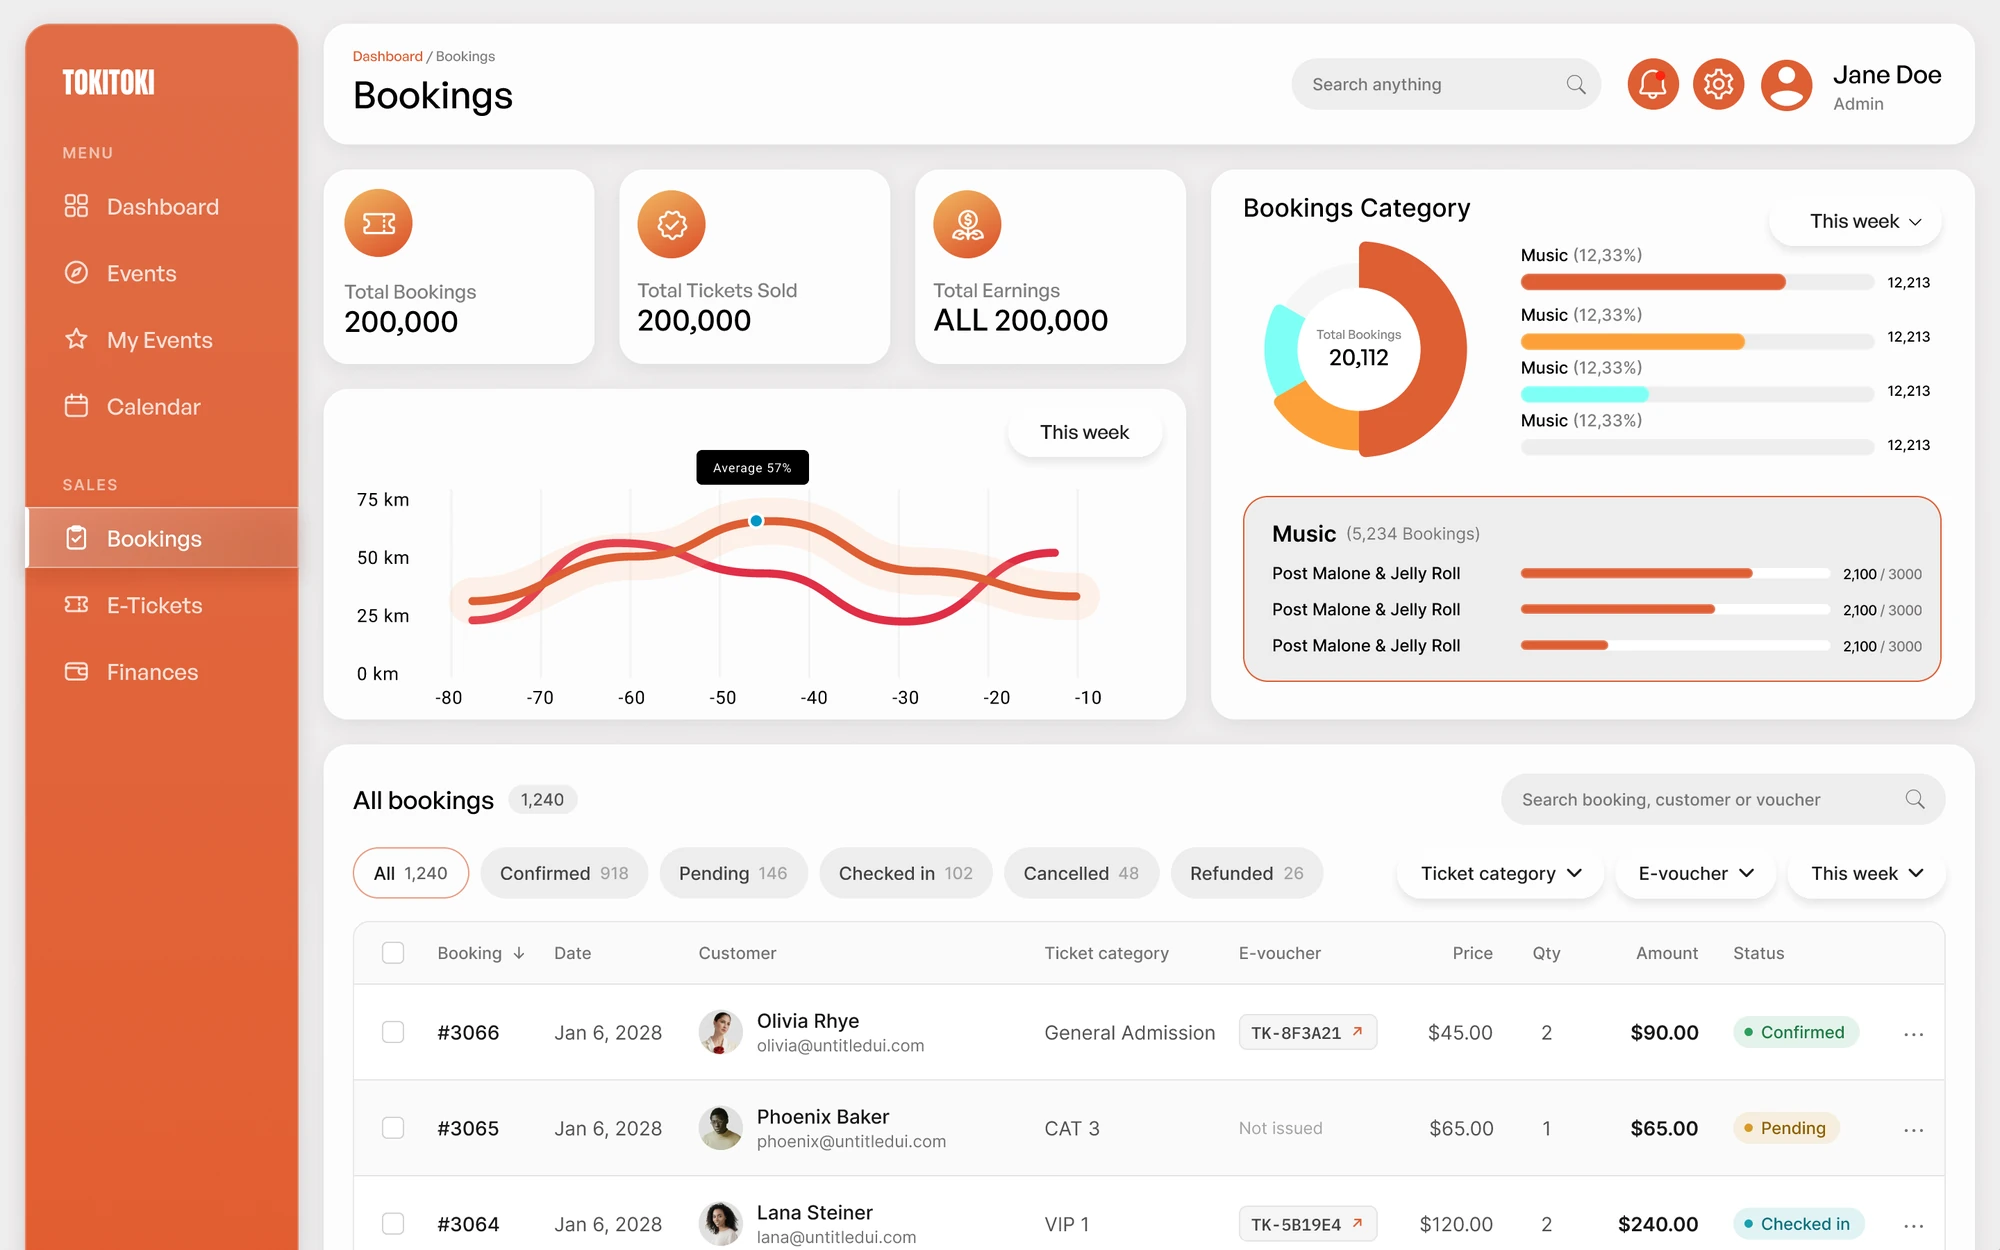 TOKITOKI
MENU
Dashboard
Events
My Events
Calendar
SALES
Bookings
E-Tickets
Finances
Dashboard / Bookings
Bookings
Search anything
Jane Doe
Admin
Total Bookings
200,000
Total Tickets Sold
200,000
Total Earnings
ALL 200,000
This week
Average 57%
75 km
50 km
25 km
0 km
-80 -70 -60 -50 -40 -30 -20 -10
Bookings Category
This week
Total Bookings
20,112
Music (12,33%)
12,213
Music (12,33%)
12,213
Music (12,33%)
12,213
Music (12,33%)
12,213
Music (5,234 Bookings)
Post Malone & Jelly Roll 2,100 / 3000
Post Malone & Jelly Roll 2,100 / 3000
Post Malone & Jelly Roll 2,100 / 3000
All bookings 1,240
Search booking, customer or voucher
All 1,240 Confirmed 918 Pending 146 Checked in 102 Cancelled 48 Refunded 26 Ticket category E-voucher This week
Booking Date Customer Ticket category E-voucher Price Qty Amount Status
#3066 Jan 6, 2028 Olivia Rhye General Admission TK-8F3A21 $45.00 2 $90.00 Confirmed
olivia@untitledui.com
#3065 Jan 6, 2028 Phoenix Baker CAT 3 Not issued $65.00 1 $65.00 Pending
phoenix@untitledui.com
#3064 Jan 6, 2028 Lana Steiner VIP 1 TK-5B19E4 $120.00 2 $240.00 Checked in
lana@untitledui.com